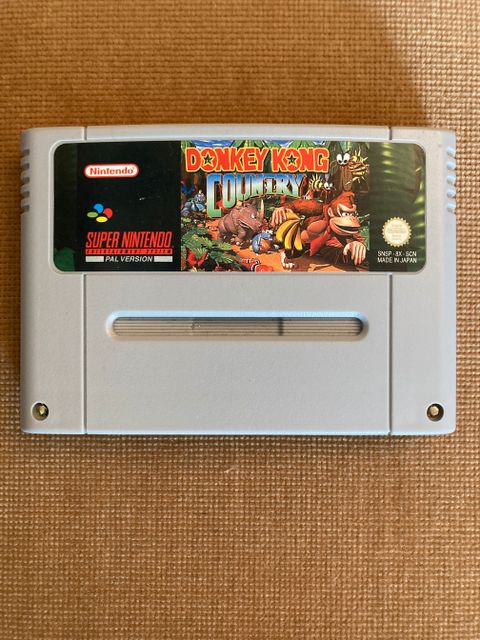 Nintendo
DONKEY KONG
COUNTRY
SUPER NINTENDO
ENTERTAINMENT SYSTEM
PAL VERSION
SNSP - 8X - SCN
MADE IN JAPAN